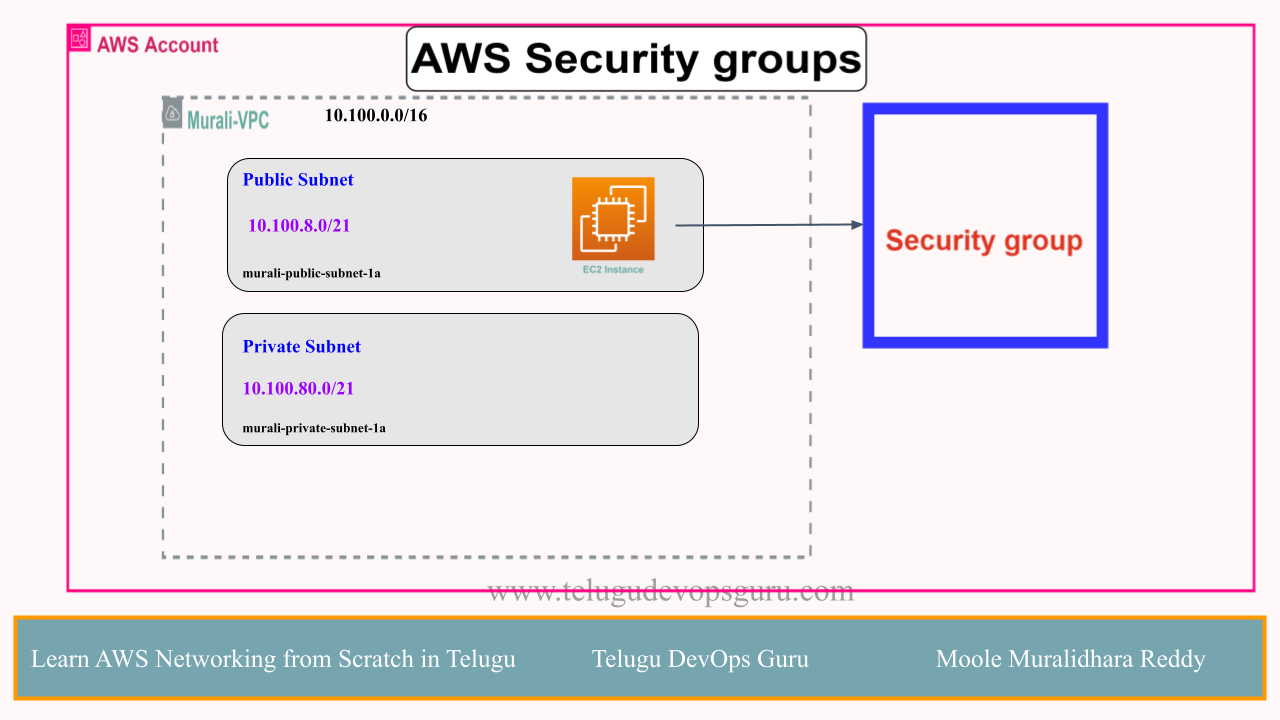 AWS Account
AWS Security groups
Murali-VPC
10.100.0.0/16
Public Subnet
10.100.8.0/21
murali-public-subnet-1a
EC2 Instance
Security group
Private Subnet
10.100.80.0/21
murali-private-subnet-1a
www.telugudevopsguru.com
Learn AWS Networking from Scratch in Telugu
Telugu DevOps Guru
Moole Muralidhara Reddy